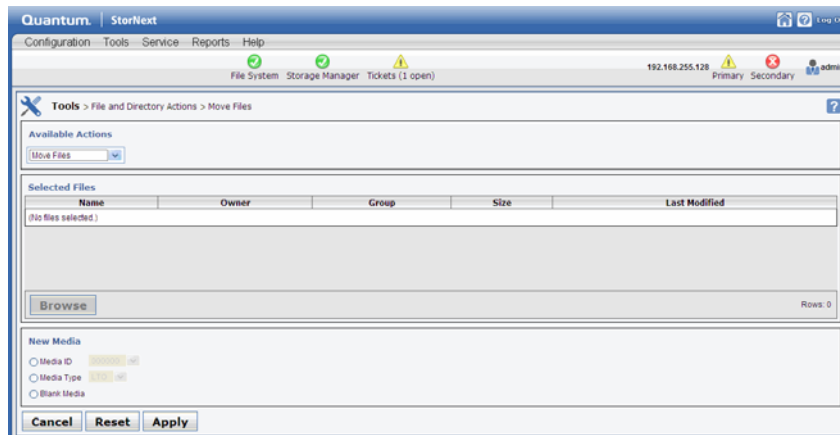 Quantum. | StorNext
Log O
Configuration Tools Service Reports Help
File System Storage Manager Tickets (1 open)
192.168.255.128 Primary Secondary admi
Tools > File and Directory Actions > Move Files
Available Actions
Move Files
Selected Files
Name Owner Group Size Last Modified
(No files selected.)
Browse
Rows: 0
New Media
Media ID
Media Type LTO
Blank Media
Cancel Reset Apply